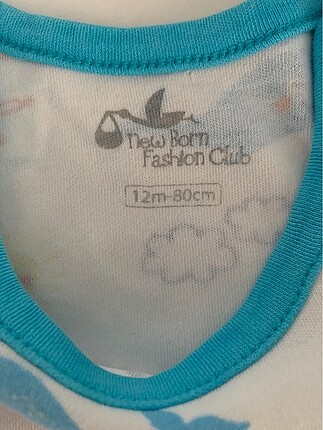 New Born
Fashion Club
12m-80cm